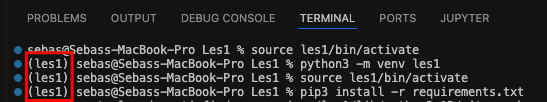 PROBLEMS OUTPUT DEBUG CONSOLE TERMINAL PORTS JUPYTER
sebas@Sebass-MacBook-Pro Les1 % source les1/bin/activate
(les1) sebas@Sebass-MacBook-Pro Les1 % python3 -m venv les1
(les1) sebas@Sebass-MacBook-Pro Les1 % source les1/bin/activate
(les1) sebas@Sebass-MacBook-Pro Les1 % pip3 install -r requirements.txt